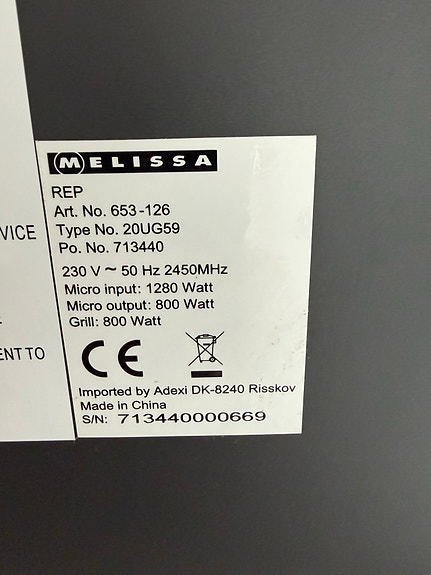 MELISSA
REP
Art. No. 653-126
Type No. 20UG59
Po. No. 713440
230 V ~ 50 Hz 2450MHz
Micro input: 1280 Watt
Micro output: 800 Watt
Grill: 800 Watt
CE
Imported by Adexi DK-8240 Risskov
Made in China
S/N: 713440000669
VICE
ENT TO